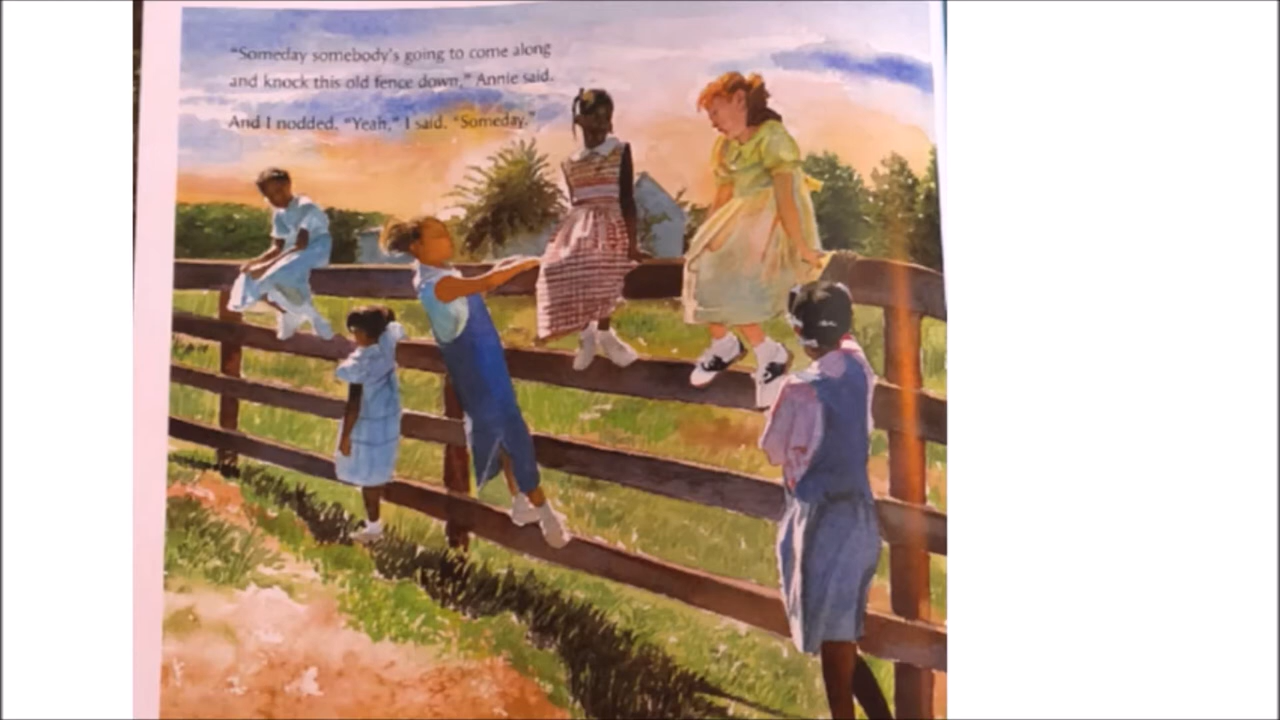 "Someday somebody's going to come along
and knock this old fence down," Annie said.
And I nodded. "Yeah," I said. "Someday."